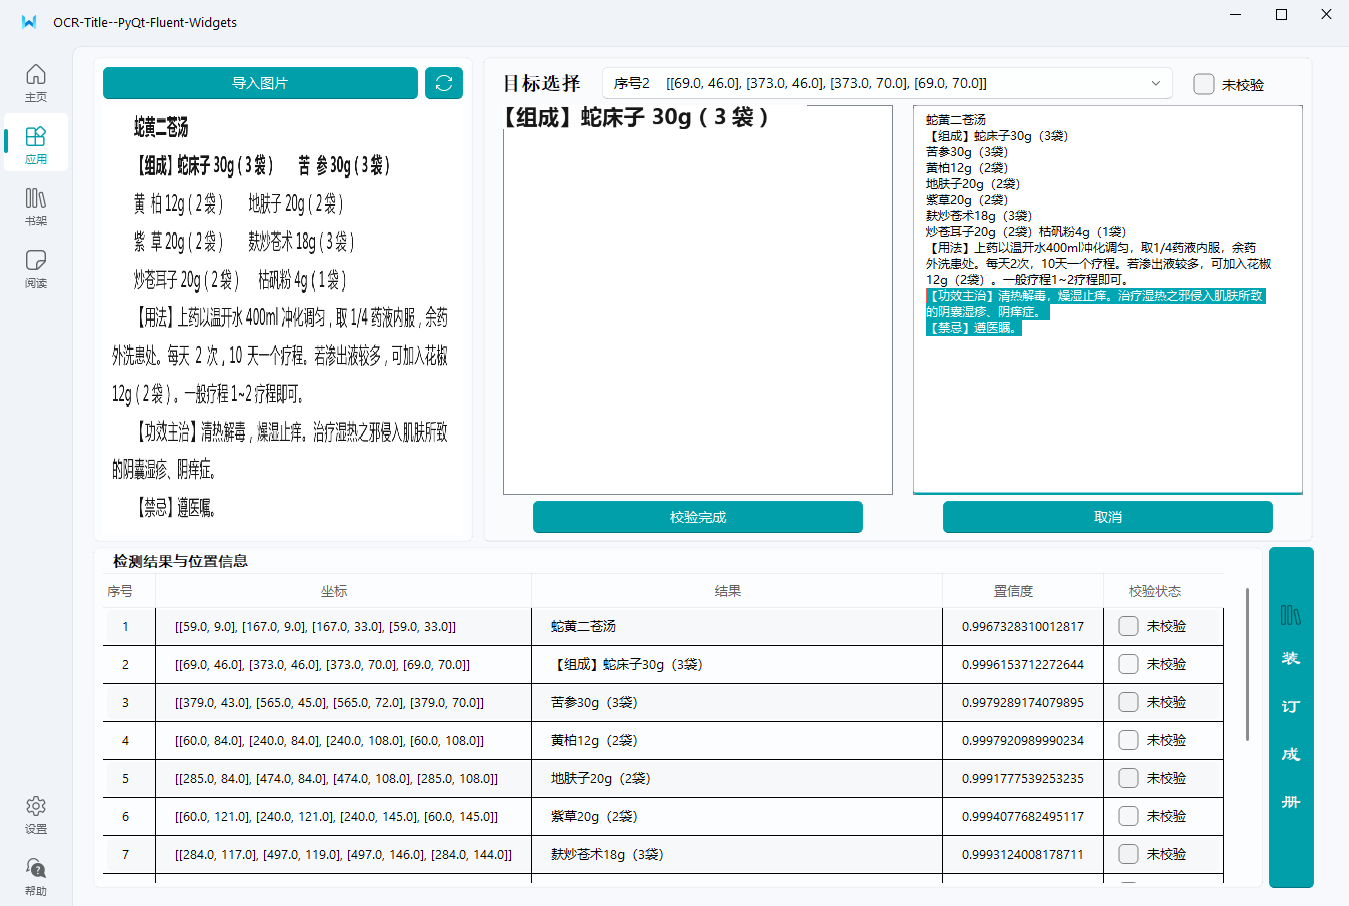 OCR-Title--PyQt-Fluent-Widgets
主页
应用
书架
阅读
设置
帮助
导入图片
蛇黄二苍汤
【组成】蛇床子 30g ( 3 袋 ) 苦 参 30g ( 3 袋 )
黄 柏 12g ( 2 袋 ) 地肤子 20g ( 2 袋 )
紫 草 20g ( 2 袋 ) 麸炒苍术 18g ( 3 袋 )
炒苍耳子 20g ( 2 袋 ) 枯矾粉 4g ( 1 袋 )
【用法】上药以温开水 400ml 冲化调匀 , 取 1/4 药液内服 , 余药
外洗患处。每天 2 次 , 10 天一个疗程。若渗出液较多 , 可加入花椒
12g ( 2 袋 ) 。一般疗程 1~2 疗程即可。
【功效主治】清热解毒 , 燥湿止痒。治疗湿热之邪侵入肌肤所致
的阴囊湿疹、阴痒症。
【禁忌】遵医嘱。
目标选择
序号2 [[69.0, 46.0], [373.0, 46.0], [373.0, 70.0], [69.0, 70.0]]
未校验
【组成】蛇床子 30g ( 3 袋 )
蛇黄二苍汤
【组成】蛇床子30g（3袋）
苦参30g（3袋）
黄柏12g（2袋）
地肤子20g（2袋）
紫草20g（2袋）
麸炒苍术18g（3袋）
炒苍耳子20g（2袋）枯矾粉4g（1袋）
【用法】上药以温开水400ml冲化调匀，取1/4药液内服，余药
外洗患处。每天2次，10天一个疗程。若渗出液较多，可加入花椒
12g（2袋）。一般疗程1~2疗程即可。
【功效主治】清热解毒，燥湿止痒。治疗湿热之邪侵入肌肤所致
的阴囊湿疹、阴痒症。
【禁忌】遵医嘱。
校验完成
取消
检测结果与位置信息
序号 坐标 结果 置信度 校验状态
1 [[59.0, 9.0], [167.0, 9.0], [167.0, 33.0], [59.0, 33.0]] 蛇黄二苍汤 0.9967328310012817 未校验
2 [[69.0, 46.0], [373.0, 46.0], [373.0, 70.0], [69.0, 70.0]] 【组成】蛇床子30g（3袋） 0.9996153712272644 未校验
3 [[379.0, 43.0], [565.0, 45.0], [565.0, 72.0], [379.0, 70.0]] 苦参30g（3袋） 0.9979289174079895 未校验
4 [[60.0, 84.0], [240.0, 84.0], [240.0, 108.0], [60.0, 108.0]] 黄柏12g（2袋） 0.9997920989990234 未校验
5 [[285.0, 84.0], [474.0, 84.0], [474.0, 108.0], [285.0, 108.0]] 地肤子20g（2袋） 0.9991777539253235 未校验
6 [[60.0, 121.0], [240.0, 121.0], [240.0, 145.0], [60.0, 145.0]] 紫草20g（2袋） 0.9994077682495117 未校验
7 [[284.0, 117.0], [497.0, 119.0], [497.0, 146.0], [284.0, 144.0]] 麸炒苍术18g（3袋） 0.9993124008178711 未校验
装
订
成
册